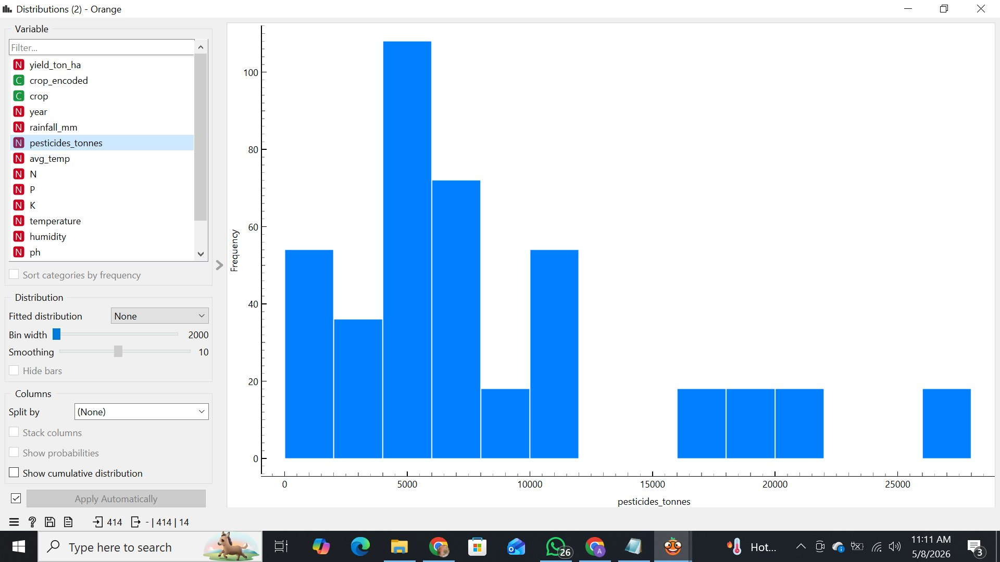 Distributions (2) - Orange
Variable
Filter...
N yield_ton_ha
C crop_encoded
C crop
N year
N rainfall_mm
N pesticides_tonnes
N avg_temp
N N
N P
N K
N temperature
N humidity
N ph
Sort categories by frequency
Distribution
Fitted distribution None
Bin width 2000
Smoothing 10
Hide bars
Columns
Split by (None)
Stack columns
Show probabilities
Show cumulative distribution
Apply Automatically
? 414 - | 414 | 14
Frequency
100
80
60
40
20
0
0 5000 10000 15000 20000 25000
pesticides_tonnes
Type here to search
26
A
Hot...
11:11 AM
5/8/2026
3